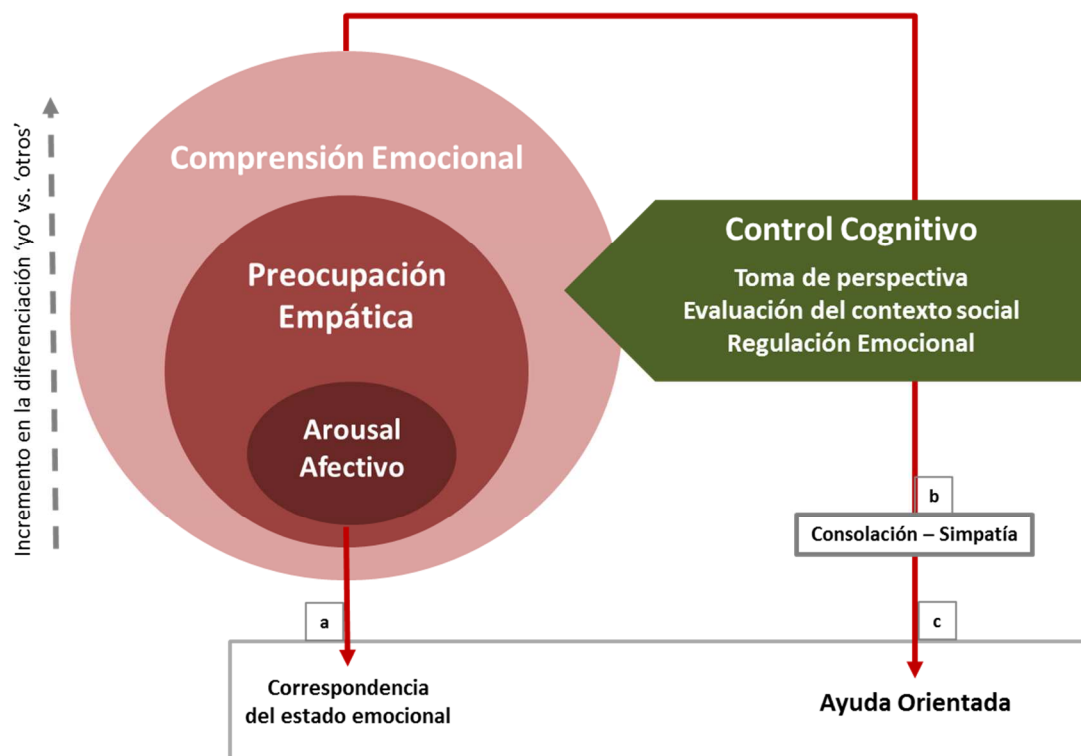 Incremento en la diferenciación ‘yo’ vs. ‘otros’
Comprensión Emocional
Preocupación
Empática
Arousal
Afectivo
Control Cognitivo
Toma de perspectiva
Evaluación del contexto social
Regulación Emocional
b
Consolación – Simpatía
a
c
Correspondencia
del estado emocional
Ayuda Orientada